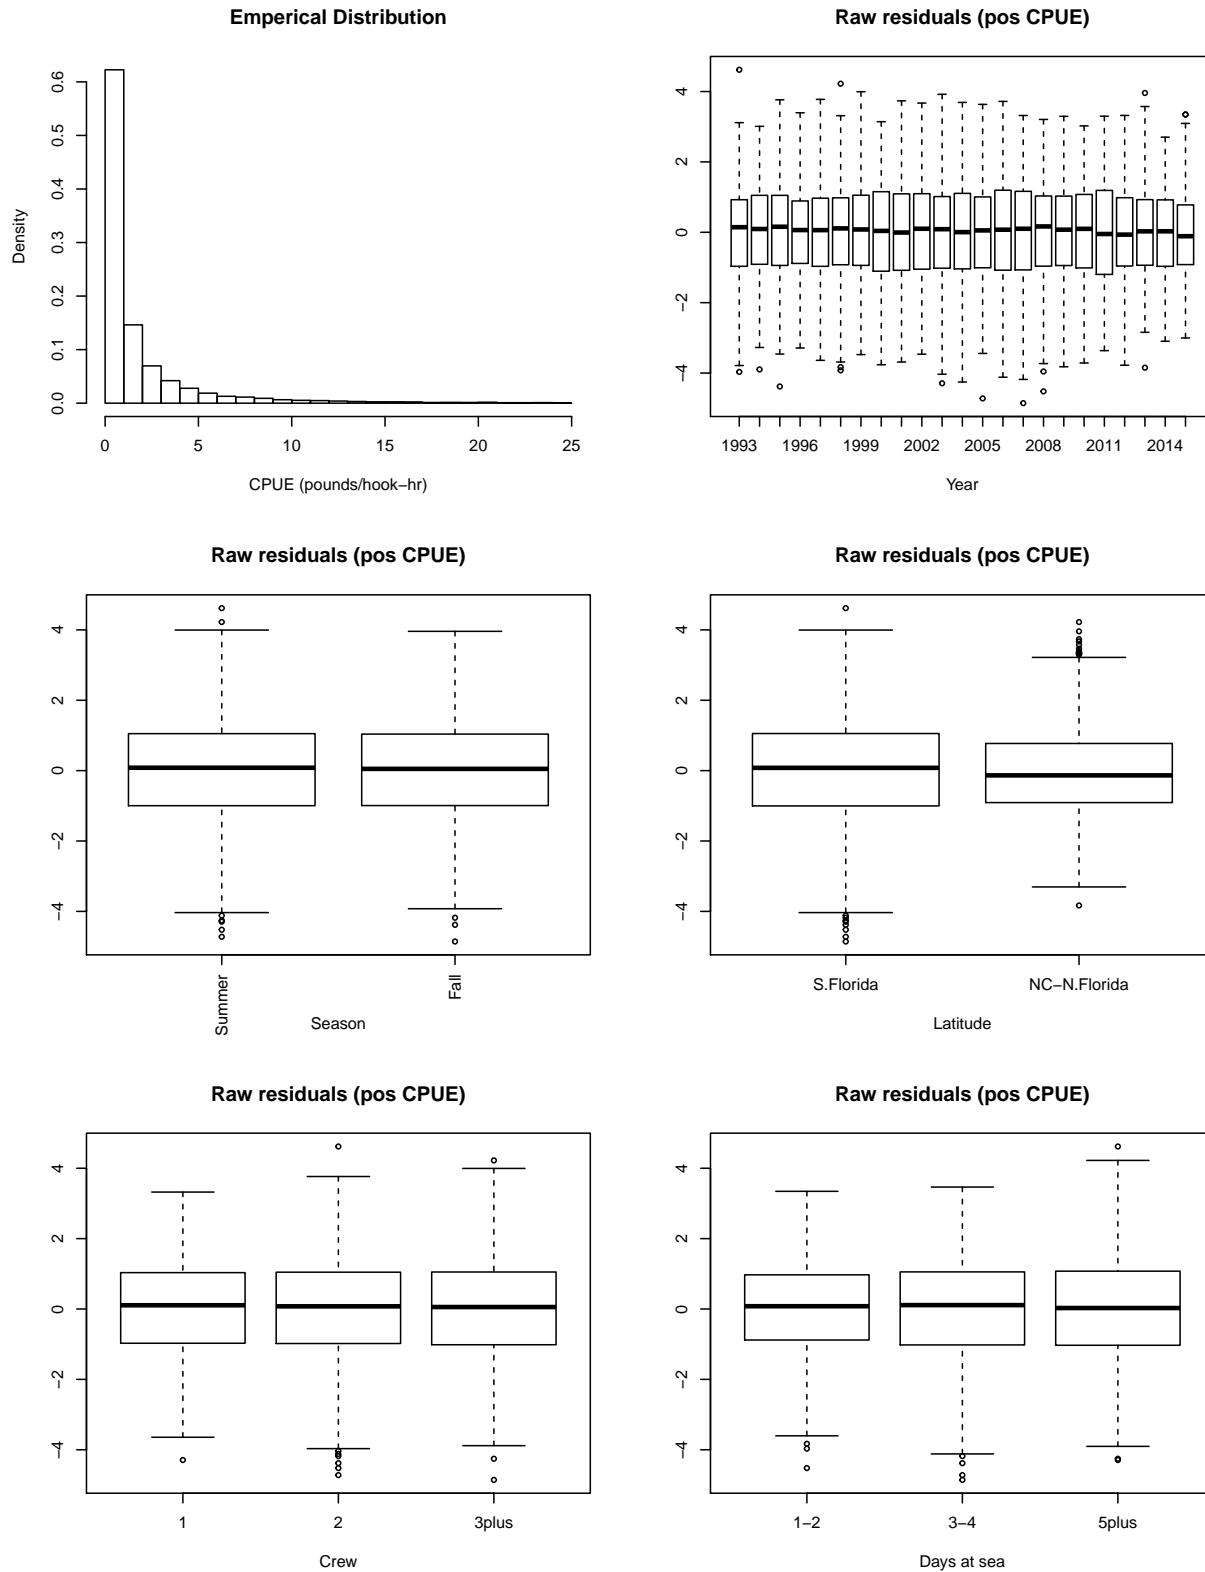 Emperical Distribution
Density
0.0 0.1 0.2 0.3 0.4 0.5 0.6
0 5 10 15 20 25
CPUE (pounds/hook−hr)
Raw residuals (pos CPUE)
−4 −2 0 2 4
1993 1996 1999 2002 2005 2008 2011 2014
Year
Raw residuals (pos CPUE)
−4 −2 0 2 4
Summer Fall
Season
Raw residuals (pos CPUE)
−4 −2 0 2 4
S.Florida NC−N.Florida
Latitude
Raw residuals (pos CPUE)
−4 −2 0 2 4
1 2 3plus
Crew
Raw residuals (pos CPUE)
−4 −2 0 2 4
1−2 3−4 5plus
Days at sea